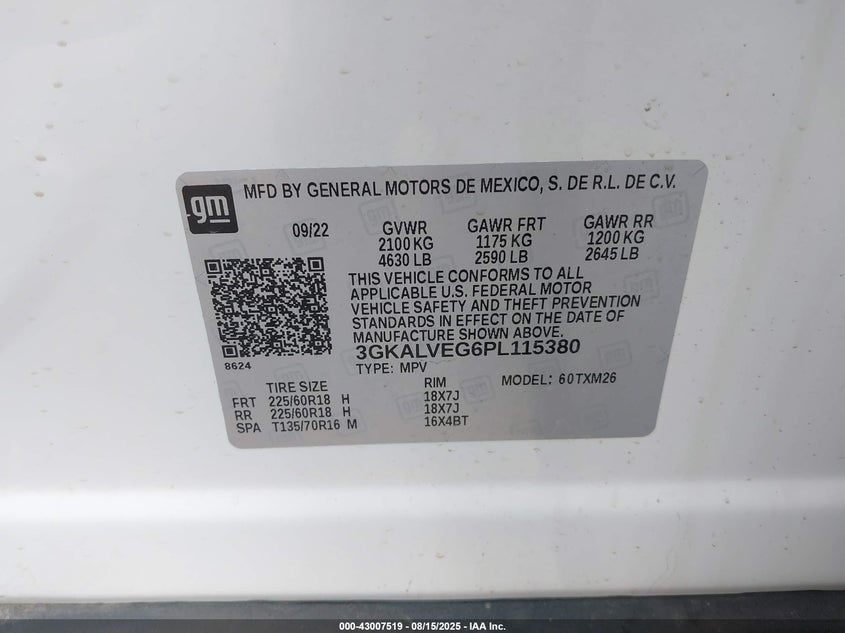 gm MFD BY GENERAL MOTORS DE MEXICO, S. DE R.L. DE C.V.
09/22 GVWR GAWR FRT GAWR RR
2100 KG 1175 KG 1200 KG
4630 LB 2590 LB 2645 LB
THIS VEHICLE CONFORMS TO ALL
APPLICABLE U.S. FEDERAL MOTOR
VEHICLE SAFETY AND THEFT PREVENTION
STANDARDS IN EFFECT ON THE DATE OF
MANUFACTURE SHOWN ABOVE.
3GKALVEG6PL115380
8624 TYPE: MPV
TIRE SIZE RIM MODEL: 60TXM26
FRT 225/60R18 H 18X7J
RR 225/60R18 H 18X7J
SPA T135/70R16 M 16X4BT
000-43007519 - 08/15/2025 - IAA Inc.